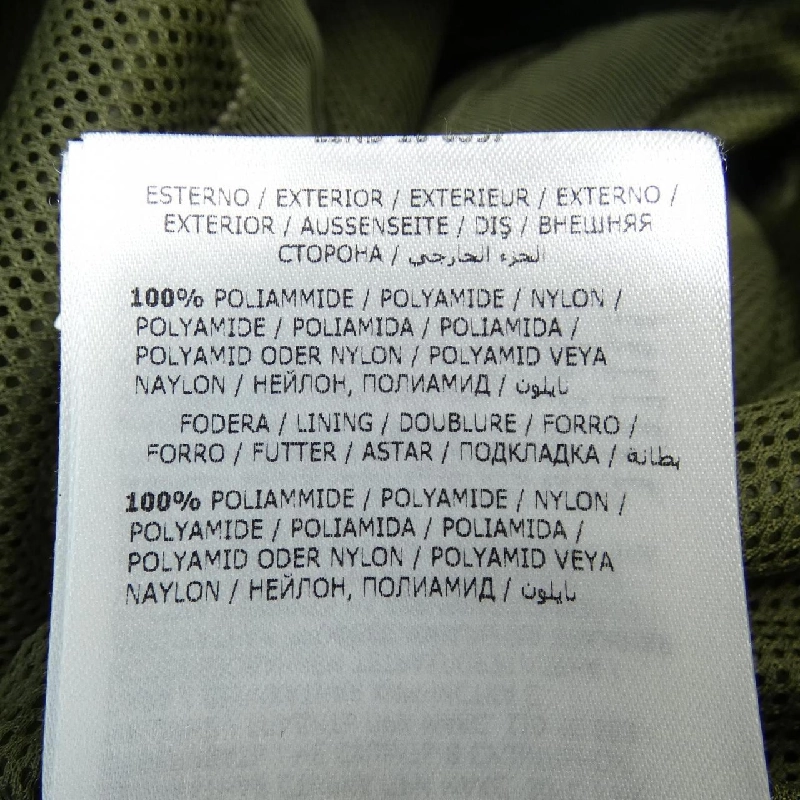 ESTERNO / EXTERIOR / EXTERIEUR / EXTERNO /
EXTERIOR / AUSSENSEITE / DIŞ / ВНЕШНЯЯ
СТОРОНА / الجزء الخارجي
100% POLIAMMIDE / POLYAMIDE / NYLON /
POLYAMIDE / POLIAMIDA / POLIAMIDA /
POLYAMID ODER NYLON / POLYAMID VEYA
NAYLON / НЕЙЛОН, ПОЛИАМИД / نايلون
FODERA / LINING / DOUBLURE / FORRO /
FORRO / FUTTER / ASTAR / ПОДКЛАДКА / بطانة
100% POLIAMMIDE / POLYAMIDE / NYLON /
POLYAMIDE / POLIAMIDA / POLIAMIDA /
POLYAMID ODER NYLON / POLYAMID VEYA
NAYLON / НЕЙЛОН, ПОЛИАМИД / نايلون